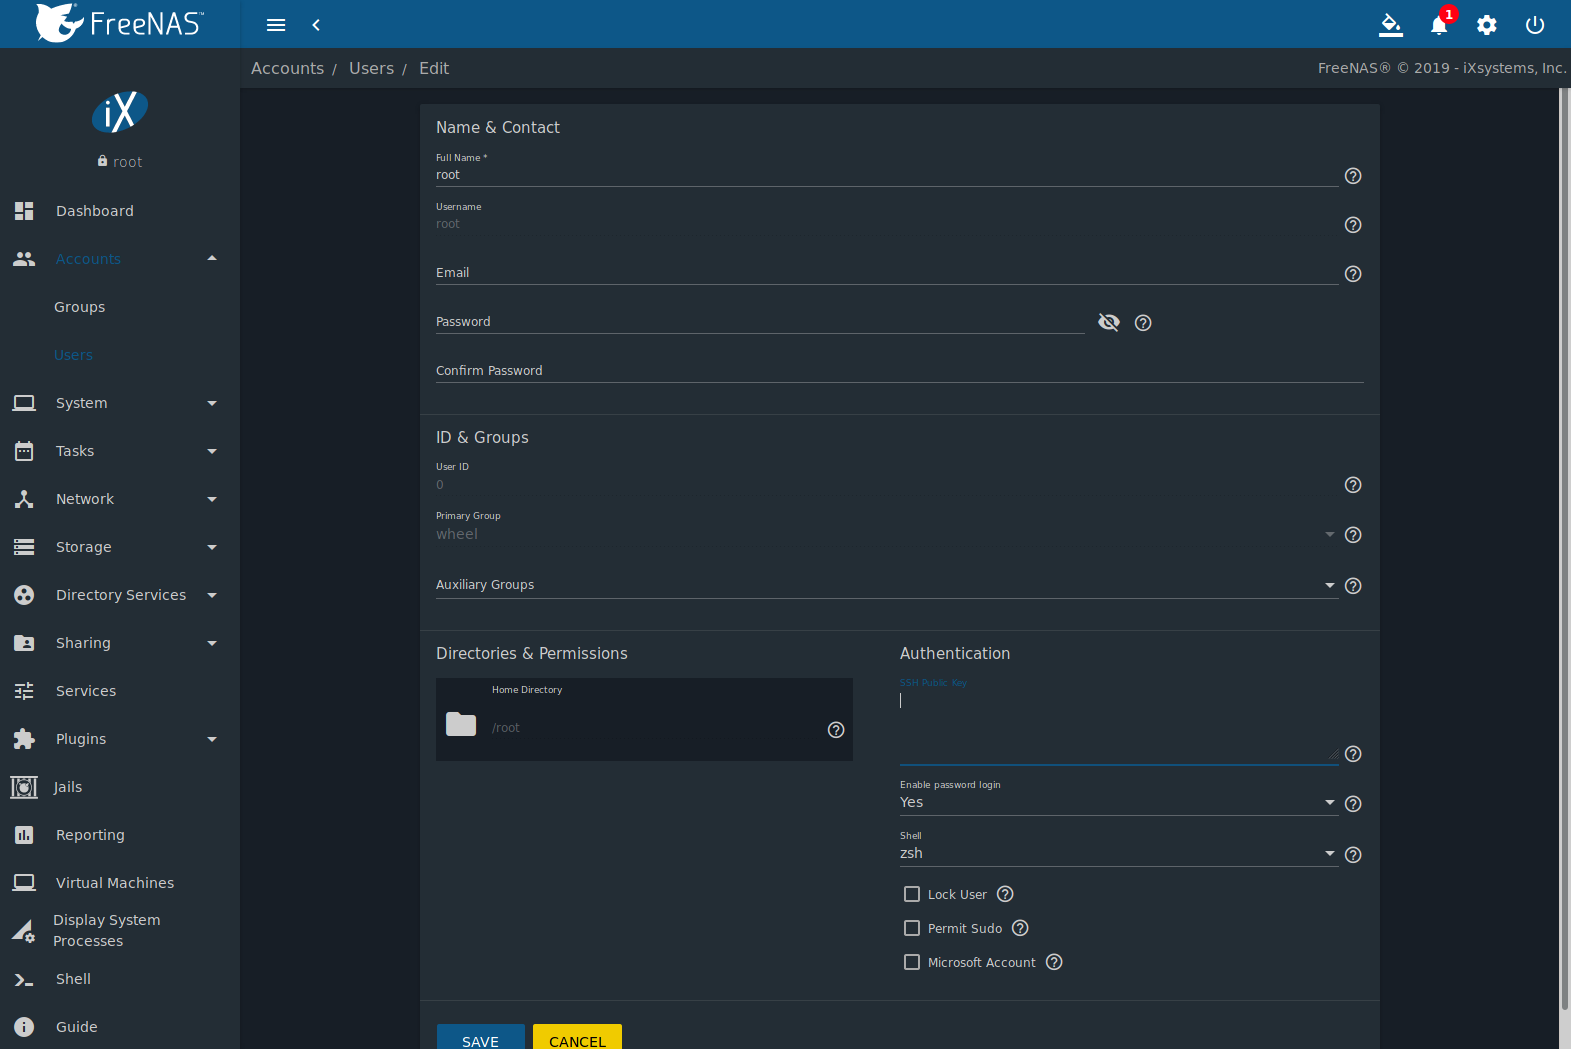 FreeNAS™
1
Accounts / Users / Edit
FreeNAS® © 2019 - iXsystems, Inc.
iX
root
Dashboard
Accounts
Groups
Users
System
Tasks
Network
Storage
Directory Services
Sharing
Services
Plugins
Jails
Reporting
Virtual Machines
Display System
Processes
Shell
Guide
Name & Contact
Full Name *
root
Username
root
Email
Password
Confirm Password
ID & Groups
User ID
0
Primary Group
wheel
Auxiliary Groups
Directories & Permissions
Home Directory
/root
Authentication
SSH Public Key
Enable password login
Yes
Shell
zsh
Lock User
Permit Sudo
Microsoft Account
SAVE
CANCEL